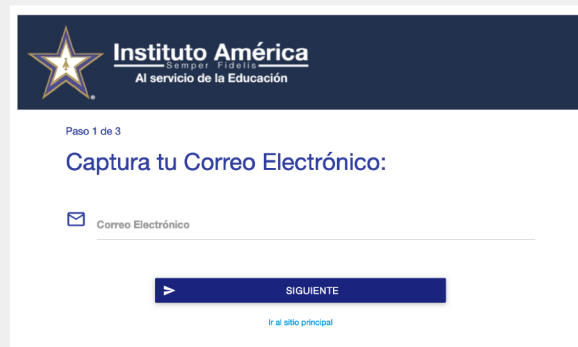 Instituto América
Semper Fidelis
Al servicio de la Educación
Paso 1 de 3
Captura tu Correo Electrónico:
Correo Electrónico
SIGUIENTE
Ir al sitio principal